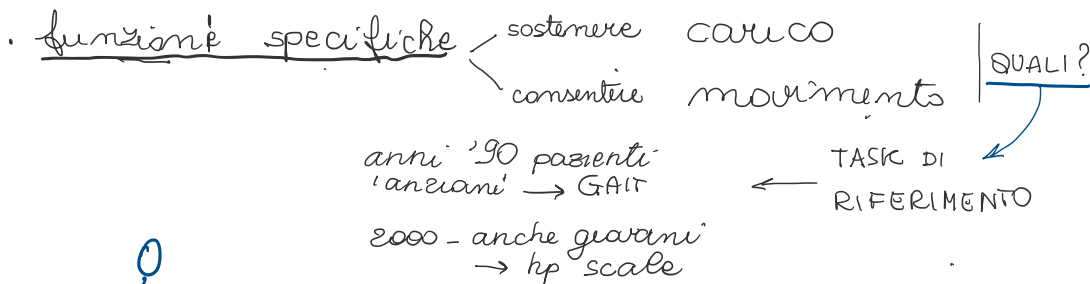 . funzioni specifiche sostenere carico
consentire movimento QUALI?
anni '90 pazienti
anziani → GAIT ← TASK DI
RIFERIMENTO
2000 - anche giovani
→ hp scale